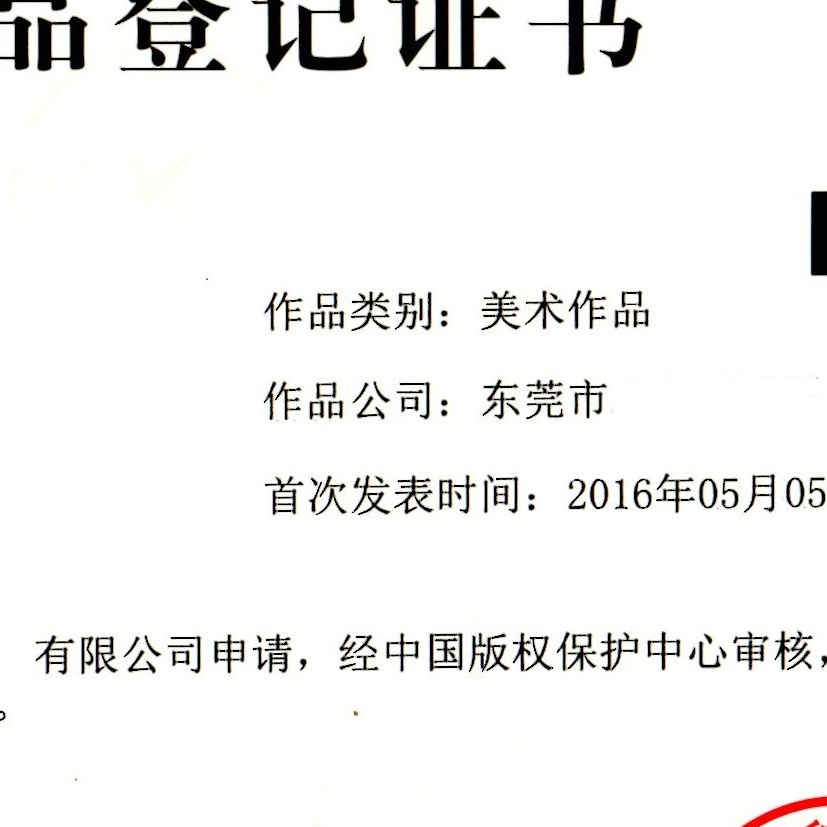 品登记证书
作品类别：美术作品
作品公司：东莞市
首次发表时间：2016年05月05
有限公司申请，经中国版权保护中心审核，
。